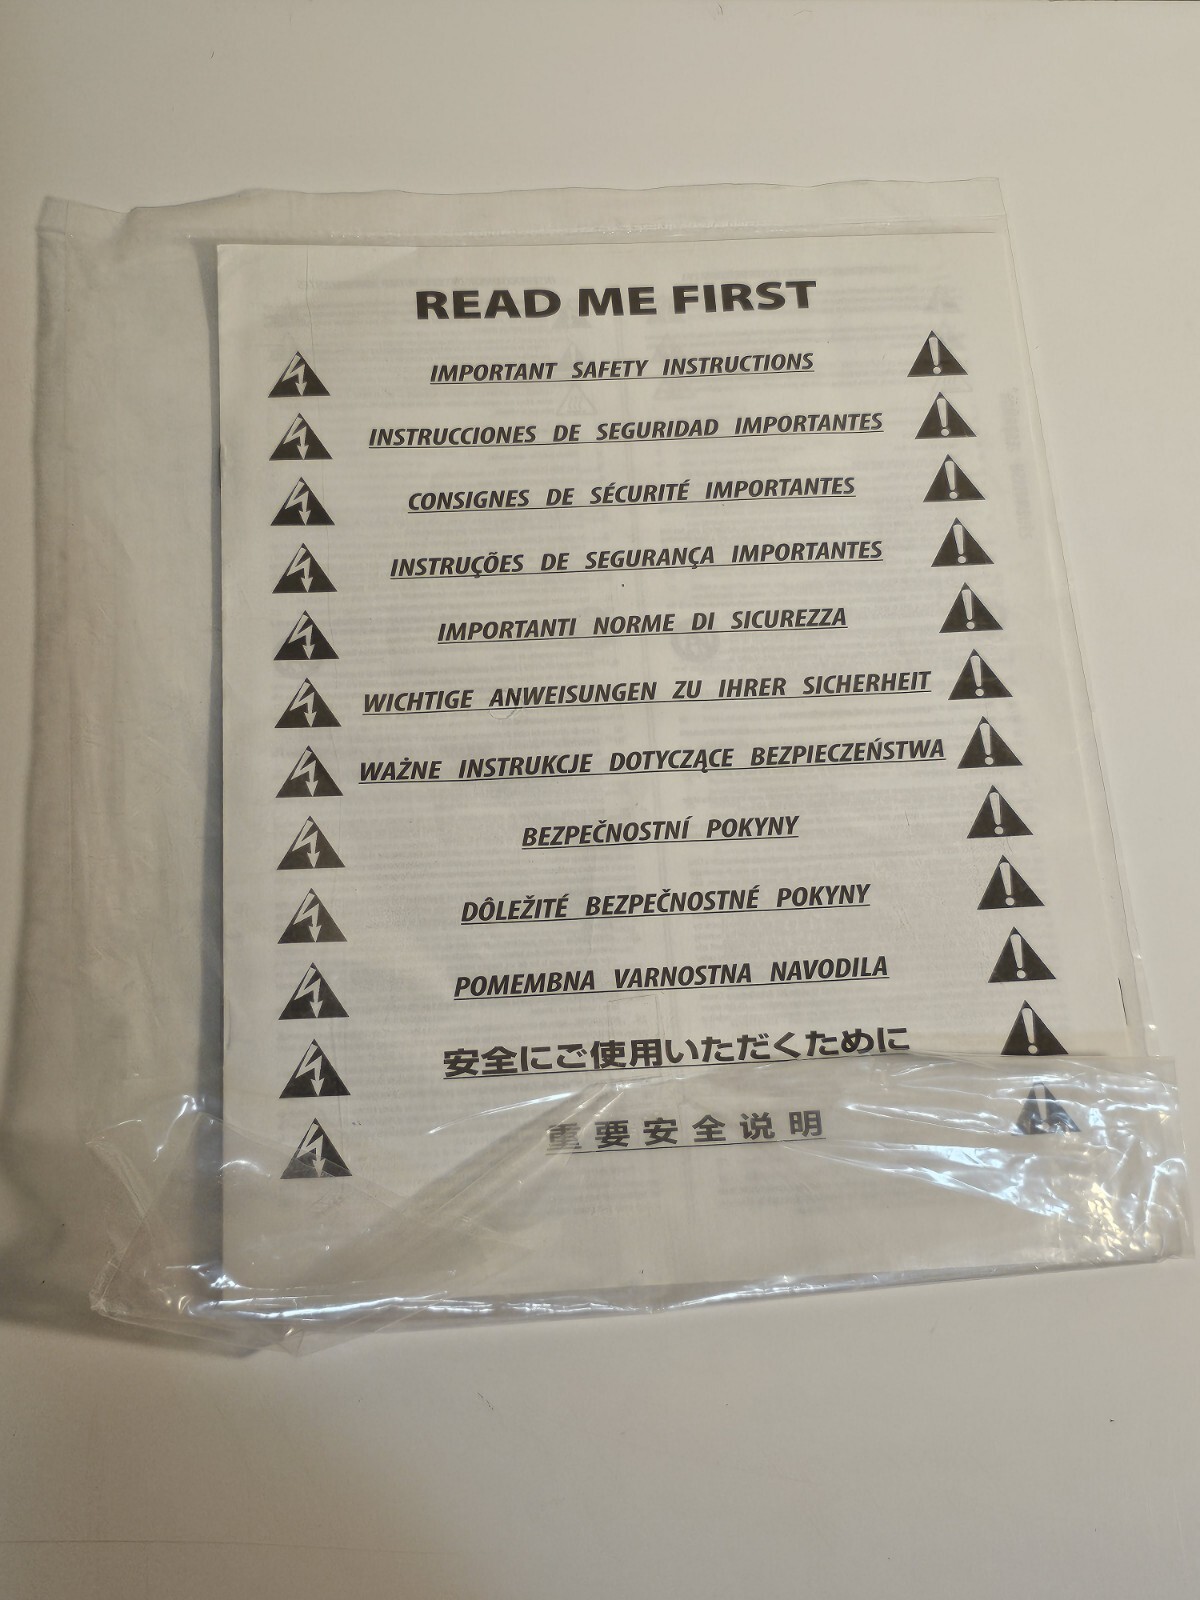 READ ME FIRST
IMPORTANT SAFETY INSTRUCTIONS
INSTRUCCIONES DE SEGURIDAD IMPORTANTES
CONSIGNES DE SÉCURITÉ IMPORTANTES
INSTRUÇÕES DE SEGURANÇA IMPORTANTES
IMPORTANTI NORME DI SICUREZZA
WICHTIGE ANWEISUNGEN ZU IHRER SICHERHEIT
WAŻNE INSTRUKCJE DOTYCZĄCE BEZPIECZEŃSTWA
BEZPEČNOSTNÍ POKYNY
DÔLEŽITÉ BEZPEČNOSTNÉ POKYNY
POMEMBNA VARNOSTNA NAVODILA
安全にご使用いただくために
重要安全说明